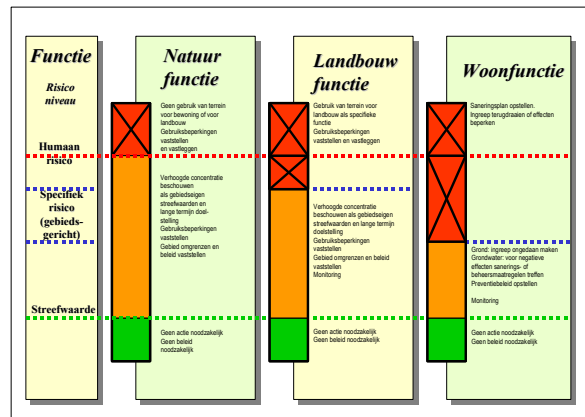 Functie
Risico
niveau
Humaan
risico
Specifiek
risico
(gebieds-
gericht)
Streefwaarde
Natuur
functie
Geen gebruik van terrein
voor bewoning of voor
landbouw
Gebruiksbeperkingen
vaststellen
en vastleggen
Verhoogde concentratie
beschouwen
als gebiedseigen
streefwaarden en
lange termijn doel-
stelling
Gebruiksbeperkingen
vaststellen
Gebied omgrenzen en
beleid vaststellen
Geen actie noodzakelijk
Geen beleid
noodzakelijk
Landbouw
functie
Gebruik van terrein voor
landbouw als specifieke
functie
Gebruiksbeperkingen
vaststellen en vastleggen
Verhoogde concentratie
beschouwen als gebiedseigen
streefwaarden en lange termijn
doelstelling
Gebruiksbeperkingen
vaststellen
Gebied omgrenzen en beleid
vaststellen
Monitoring
Geen actie noodzakelijk
Geen beleid noodzakelijk
Woonfunctie
Saneringsplan opstellen.
Ingreep terugdraaien of effecten
beperken
Grond: ingreep ongedaan maken
Grondwater: voor negatieve
effecten sanerings- of
beheersmaatregelen treffen
Preventiebeleid opstellen
Monitoring
Geen actie noodzakelijk
Geen beleid noodzakelijk